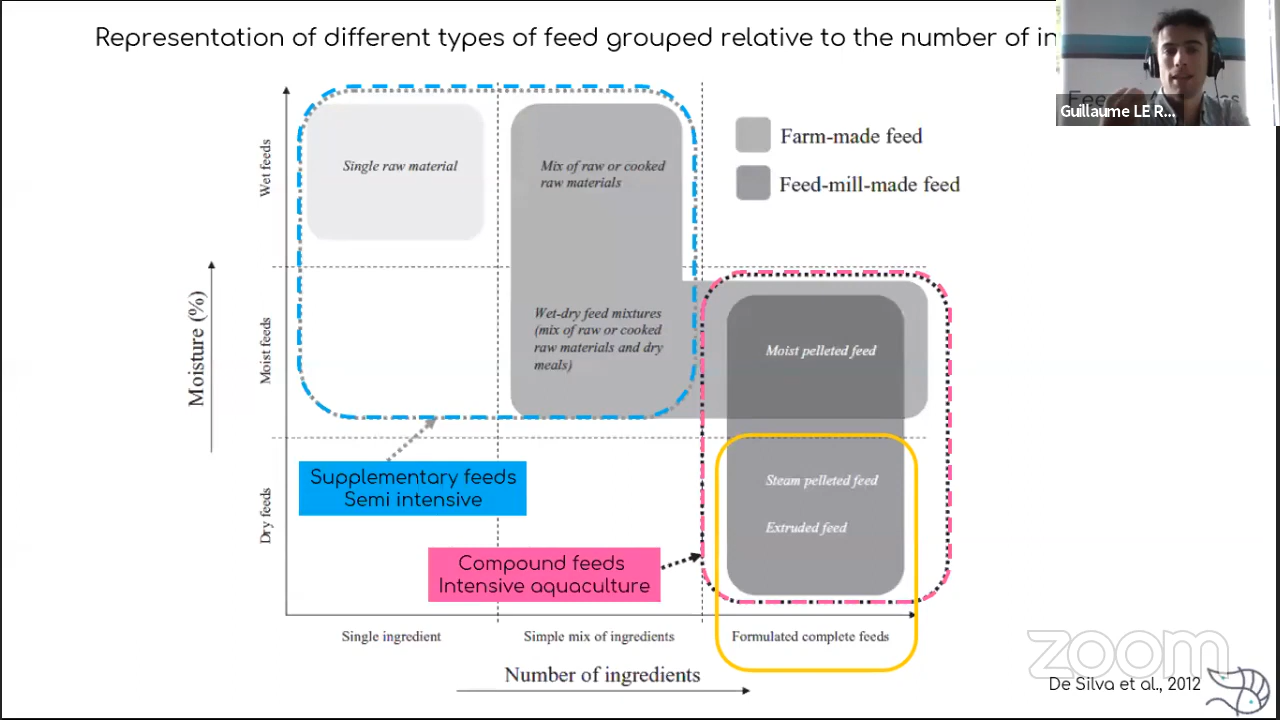 Representation of different types of feed grouped relative to the number of in
Guillaume LE R...
Farm-made feed
Feed-mill-made feed
Moisture (%)
Wet feeds
Moist feeds
Dry feeds
Single raw material
Mix of raw or cooked
raw materials
Wet-dry feed mixtures
(mix of raw or cooked
raw materials and dry
meals)
Moist pelleted feed
Steam pelleted feed
Extruded feed
Supplementary feeds
Semi intensive
Compound feeds
Intensive aquaculture
Single ingredient
Simple mix of ingredients
Formulated complete feeds
Number of ingredients
zoom
De Silva et al., 2012